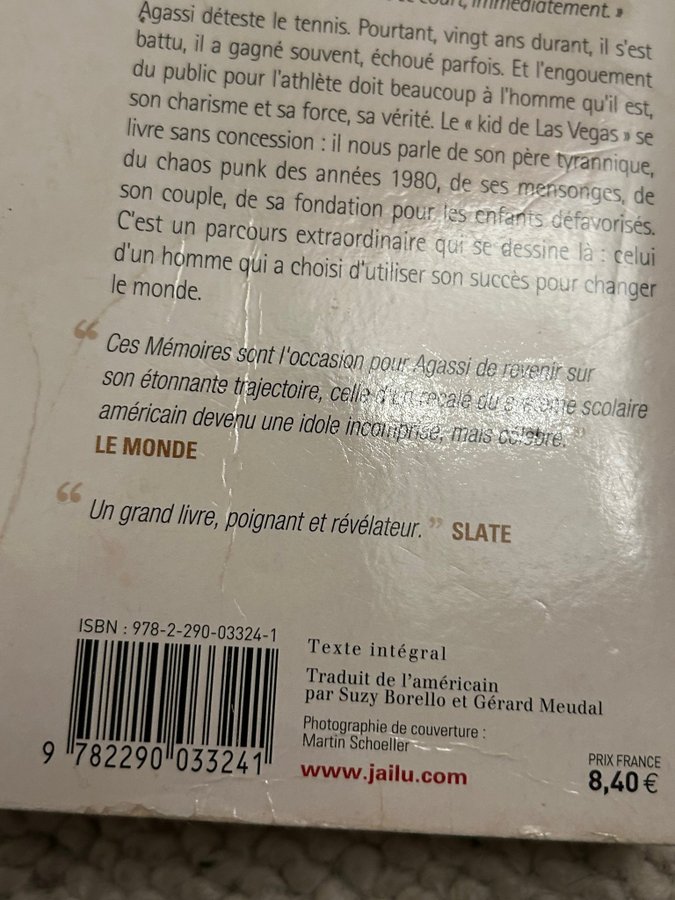 court, immédiatement. »
Agassi déteste le tennis. Pourtant, vingt ans durant, il s'est
battu, il a gagné souvent, échoué parfois. Et l'engouement
du public pour l'athlète doit beaucoup à l'homme qu'il est,
son charisme et sa force, sa vérité. Le « kid de Las Vegas » se
livre sans concession : il nous parle de son père tyrannique,
du chaos punk des années 1980, de ses mensonges, de
son couple, de sa fondation pour les enfants défavorisés.
C'est un parcours extraordinaire qui se dessine là : celui
d'un homme qui a choisi d'utiliser son succès pour changer
le monde.
“ Ces Mémoires sont l'occasion pour Agassi de revenir sur
son étonnante trajectoire, celle d'un recalé du système scolaire
américain devenu une idole incomprise, mais célèbre. ”
LE MONDE
“ Un grand livre, poignant et révélateur. ” SLATE
ISBN : 978-2-290-03324-1
9 782290 033241
Texte intégral
Traduit de l'américain
par Suzy Borello et Gérard Meudal
Photographie de couverture :
Martin Schoeller
www.jailu.com
PRIX FRANCE
8,40 €